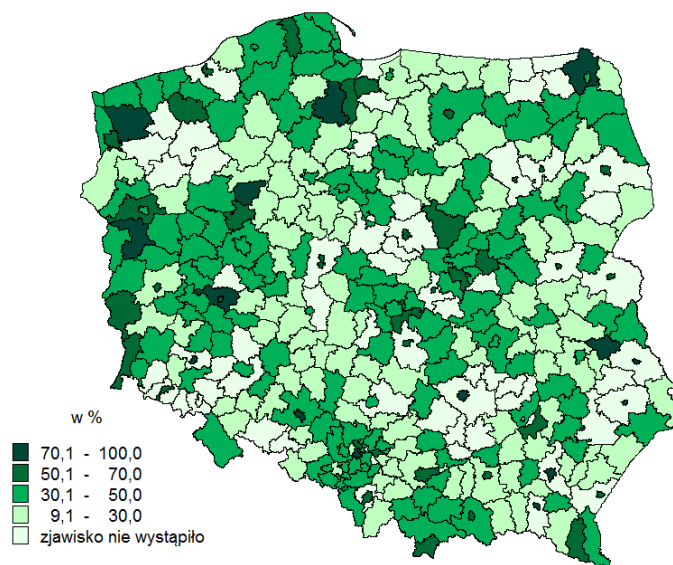 w %
70,1 - 100,0
50,1 - 70,0
30,1 - 50,0
9,1 - 30,0
zjawisko nie wystąpiło